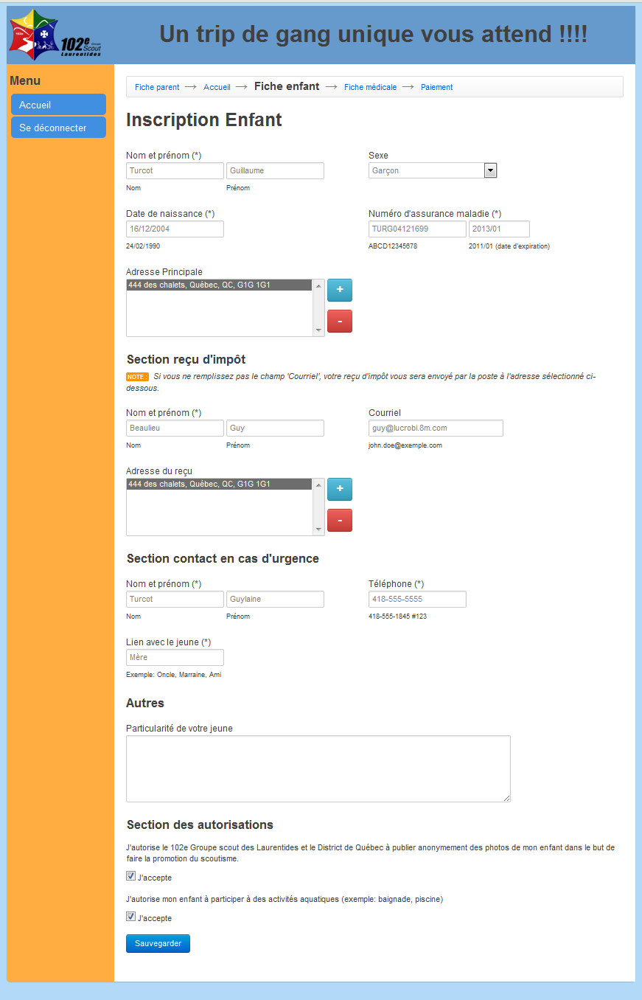 102e
102e Groupe
Scout
Laurentides
Un trip de gang unique vous attend !!!!
Menu
Accueil
Se déconnecter
Fiche parent → Accueil → Fiche enfant → Fiche médicale → Paiement
Inscription Enfant
Nom et prénom (*) Sexe
Turcot Guillaume Garçon
Nom Prénom
Date de naissance (*) Numéro d'assurance maladie (*)
16/12/2004 TURG04121699 2013/01
24/02/1990 ABCD12345678 2011/01 (date d'expiration)
Adresse Principale
444 des chalets, Québec, QC, G1G 1G1
+
-
Section reçu d'impôt
NOTE : Si vous ne remplissez pas le champ 'Courriel', votre reçu d'impôt vous sera envoyé par la poste à l'adresse sélectionné ci-
dessous.
Nom et prénom (*) Courriel
Beaulieu Guy guy@lucrobi.8m.com
Nom Prénom john.doe@exemple.com
Adresse du reçu
444 des chalets, Québec, QC, G1G 1G1
+
-
Section contact en cas d'urgence
Nom et prénom (*) Téléphone (*)
Turcot Guylaine 418-555-5555
Nom Prénom 418-555-1845 #123
Lien avec le jeune (*)
Mère
Exemple: Oncle, Marraine, Ami
Autres
Particularité de votre jeune
Section des autorisations
J'autorise le 102e Groupe scout des Laurentides et le District de Québec à publier anonymement des photos de mon enfant dans le but de
faire la promotion du scoutisme.
J'accepte
J'autorise mon enfant à participer à des activités aquatiques (exemple: baignade, piscine)
J'accepte
Sauvegarder